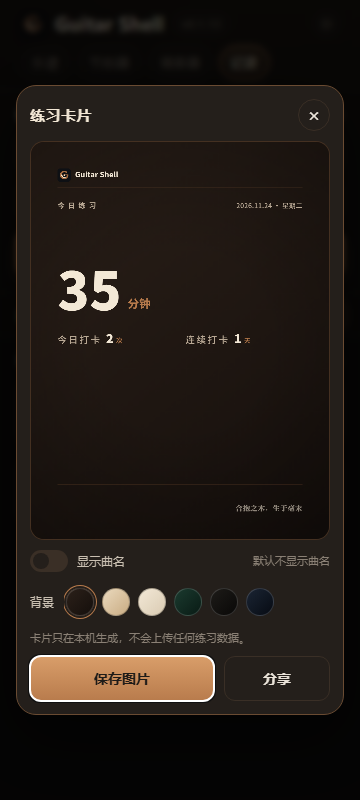 Guitar Shell
练习卡片
×
Guitar Shell
今日练习
2026.11.24 · 星期二
35 分钟
今日打卡 2 次
连续打卡 1 天
合抱之木，生于毫末
显示曲名
默认不显示曲名
背景
卡片只在本机生成，不会上传任何练习数据。
保存图片
分享